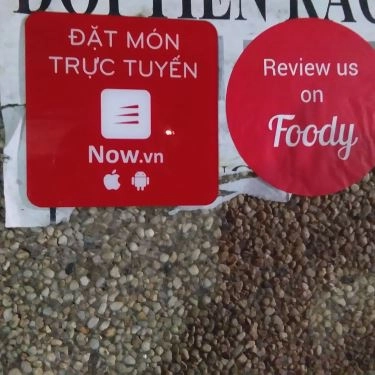 ĐẶT MÓN
TRỰC TUYẾN
Now.vn
Review us
on
Foody